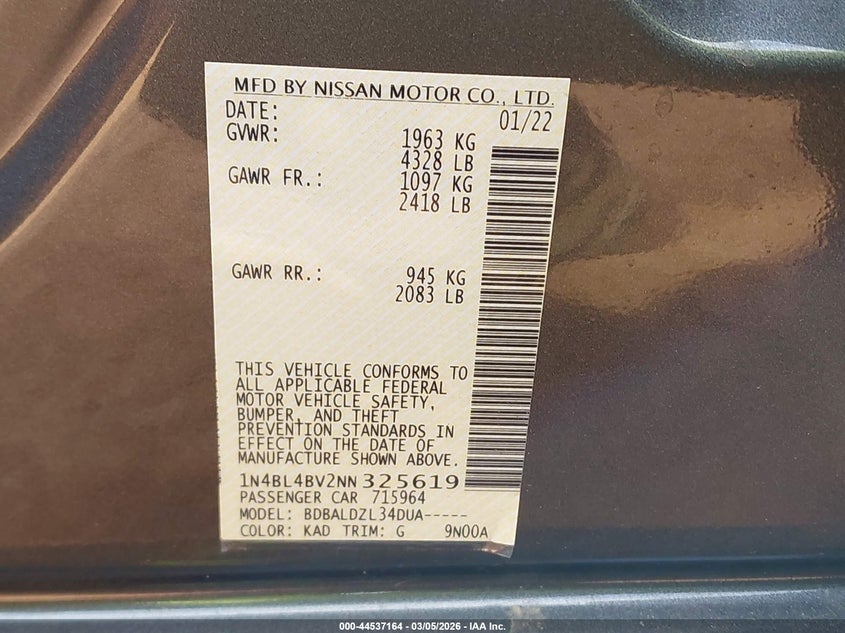 MFD BY NISSAN MOTOR CO., LTD.
DATE: 01/22
GVWR: 1963 KG
4328 LB
GAWR FR.: 1097 KG
2418 LB
GAWR RR.: 945 KG
2083 LB
THIS VEHICLE CONFORMS TO
ALL APPLICABLE FEDERAL
MOTOR VEHICLE SAFETY,
BUMPER, AND THEFT
PREVENTION STANDARDS IN
EFFECT ON THE DATE OF
MANUFACTURE SHOWN ABOVE.
1N4BL4BV2NN325619
PASSENGER CAR 715964
MODEL: BDBALDZL34DUA-----
COLOR: KAD TRIM: G 9N00A
000-44537164 - 03/05/2026 - IAA Inc.